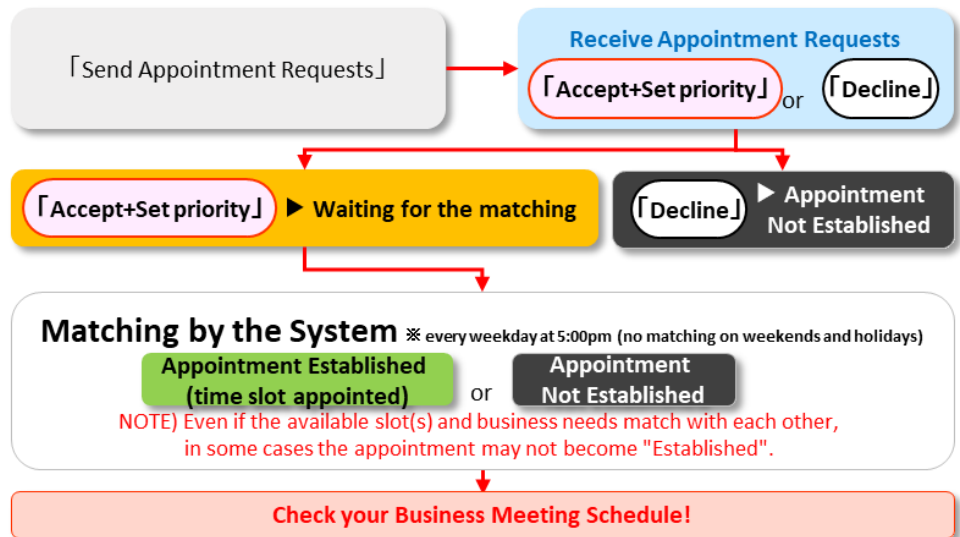 「Send Appointment Requests」
Receive Appointment Requests
「Accept+Set priority」 or 「Decline」
「Accept+Set priority」 ▶ Waiting for the matching
「Decline」 ▶ Appointment
Not Established
Matching by the System ※ every weekday at 5:00pm (no matching on weekends and holidays)
Appointment Established
(time slot appointed)
or
Appointment
Not Established
NOTE) Even if the available slot(s) and business needs match with each other,
in some cases the appointment may not become "Established".
Check your Business Meeting Schedule!